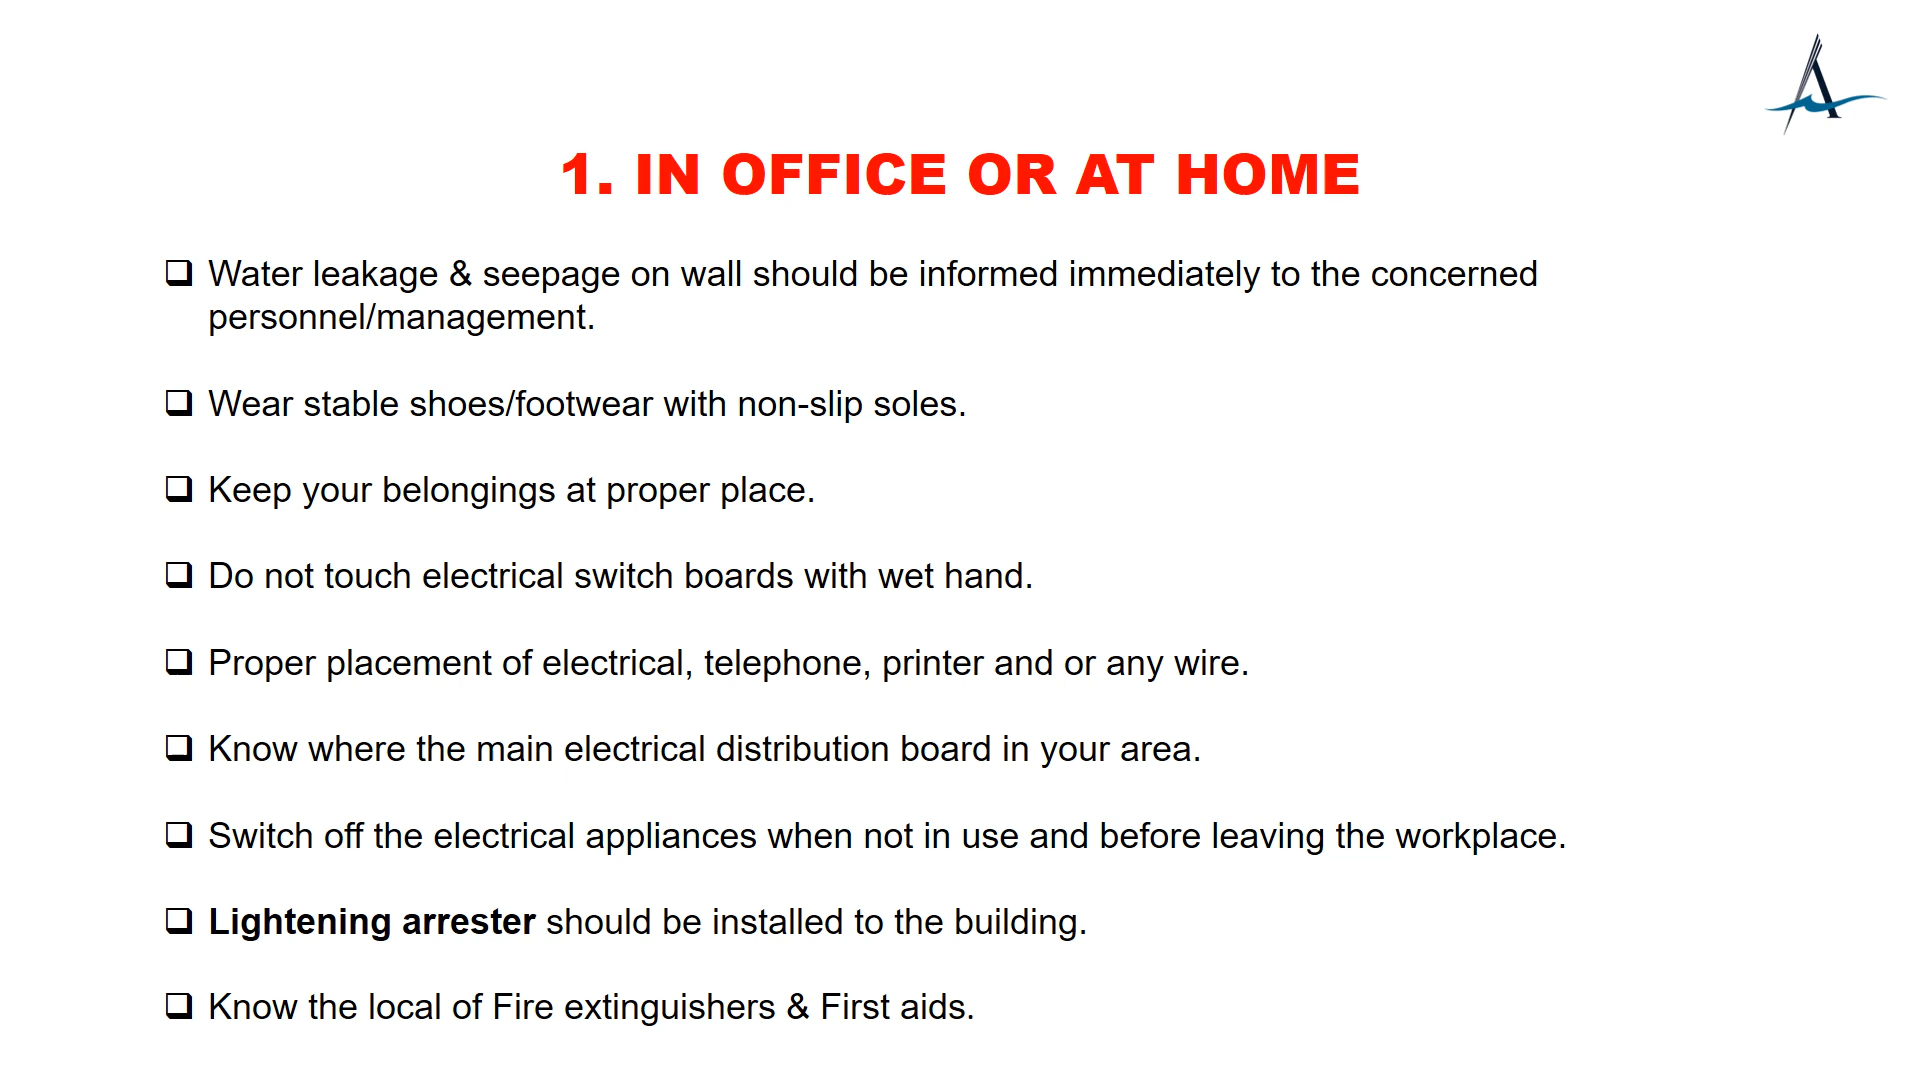 1. IN OFFICE OR AT HOME
Water leakage & seepage on wall should be informed immediately to the concerned
personnel/management.
Wear stable shoes/footwear with non-slip soles.
Keep your belongings at proper place.
Do not touch electrical switch boards with wet hand.
Proper placement of electrical, telephone, printer and or any wire.
Know where the main electrical distribution board in your area.
Switch off the electrical appliances when not in use and before leaving the workplace.
Lightening arrester should be installed to the building.
Know the local of Fire extinguishers & First aids.